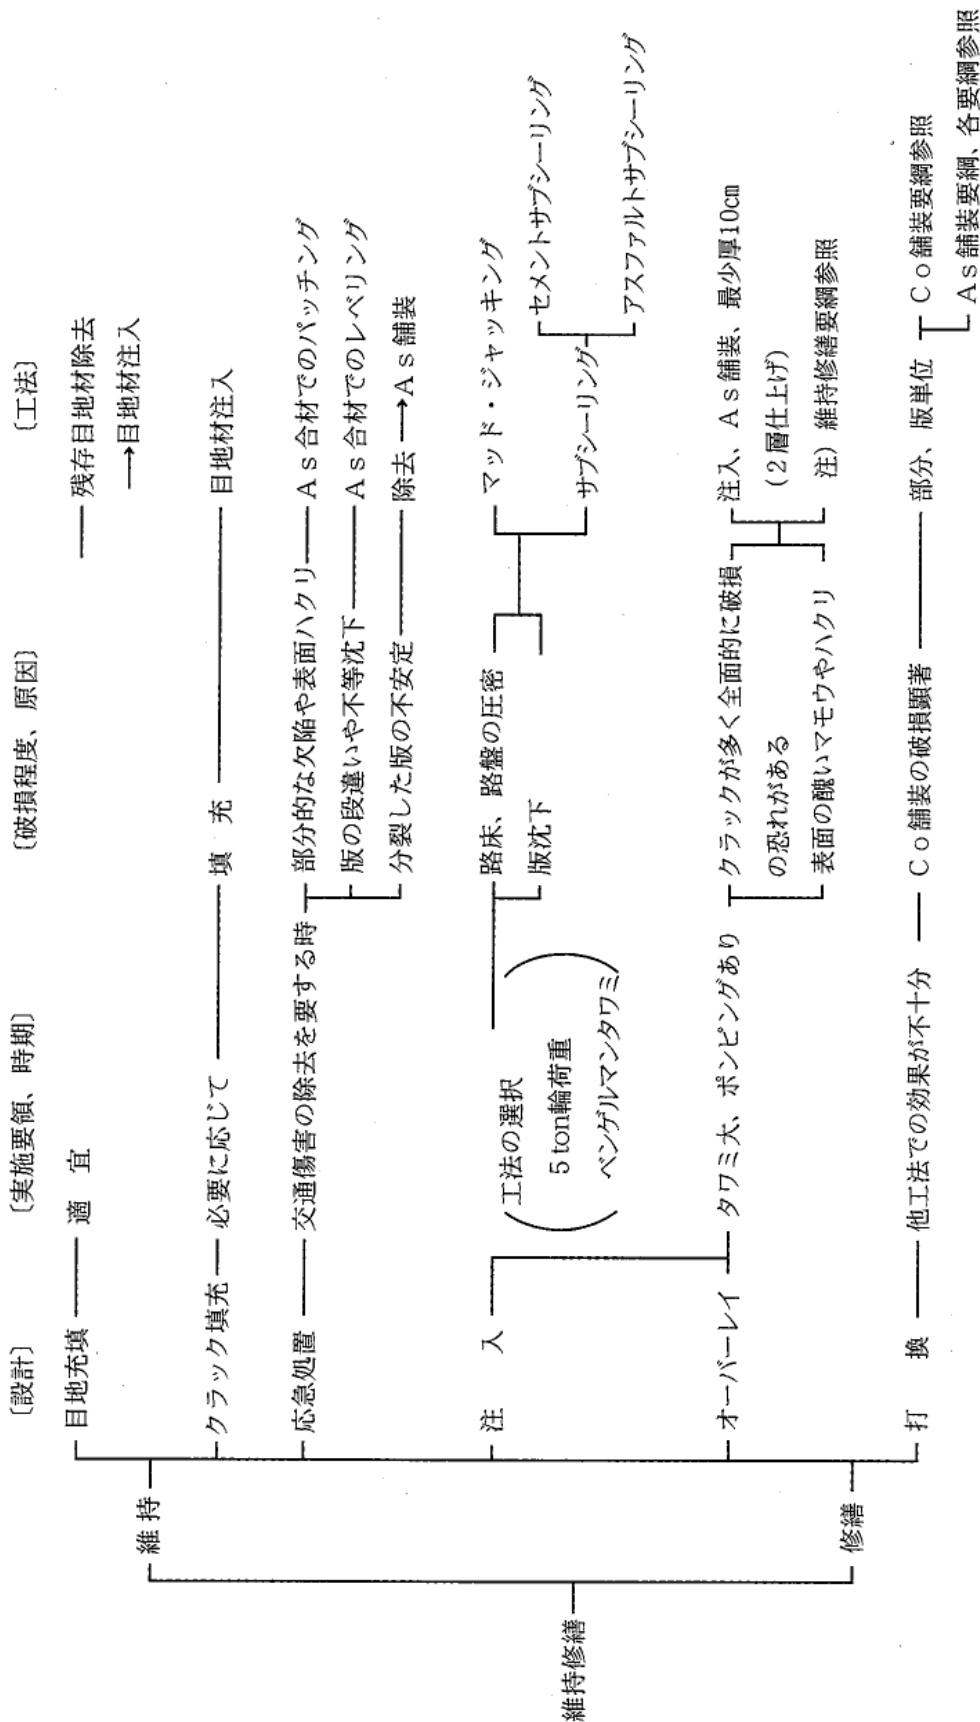 〔設計〕
〔実施要領、時期〕
〔破損程度、原因〕
〔工法〕
維持修繕
維持
修繕
目地充填
適宜
残存目地材除去
→目地材注入
クラック填充
必要に応じて
填充
目地材注入
応急処置
交通傷害の除去を要する時
部分的な欠陥や表面ハクリ
As合材でのパッチング
版の段違いや不等沈下
As合材でのレベリング
分裂した版の不安定
除去→As舗装
注入
工法の選択
5ton輪荷重
ベンゲルマンタワミ
路床、路盤の圧密
版沈下
マッド・ジャッキング
サブシーリング
セメントサブシーリング
アスファルトサブシーリング
オーバーレイ
タワミ大、ポンピングあり
クラックが多く全面的に破損
の恐れがある
表面の醜いマモウやハクリ
注入、As舗装、最少厚10cm
(2層仕上げ)
注)維持修繕要綱参照
打換
他工法での効果が不十分
Co舗装の破損顕著
部分、版単位
Co舗装要綱参照
As舗装要綱、各要綱参照